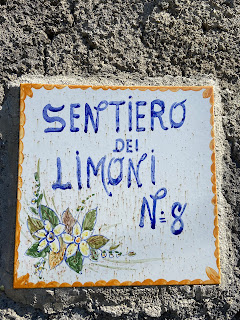 SENTIERO
DEI
LIMONI
N= 8